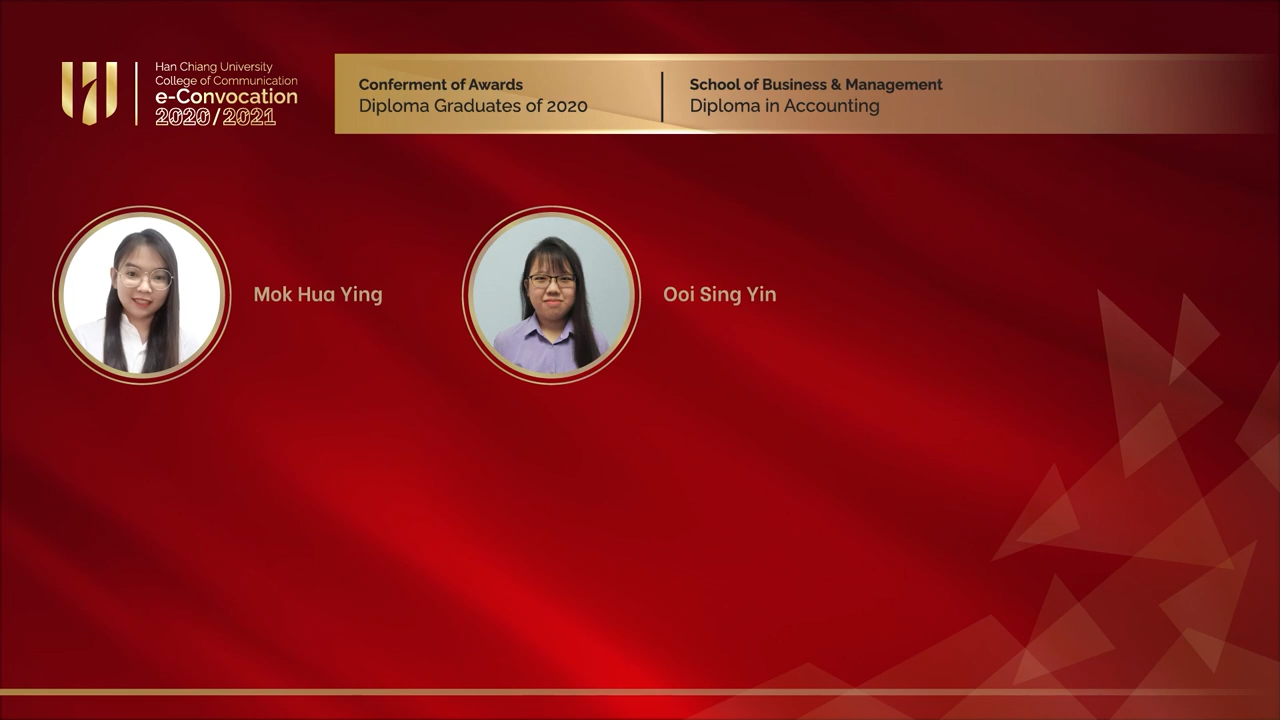 Han Chiang University
College of Communication
e-Convocation
2020/2021
Conferment of Awards
Diploma Graduates of 2020
School of Business & Management
Diploma in Accounting
Mok Hua Ying
Ooi Sing Yin